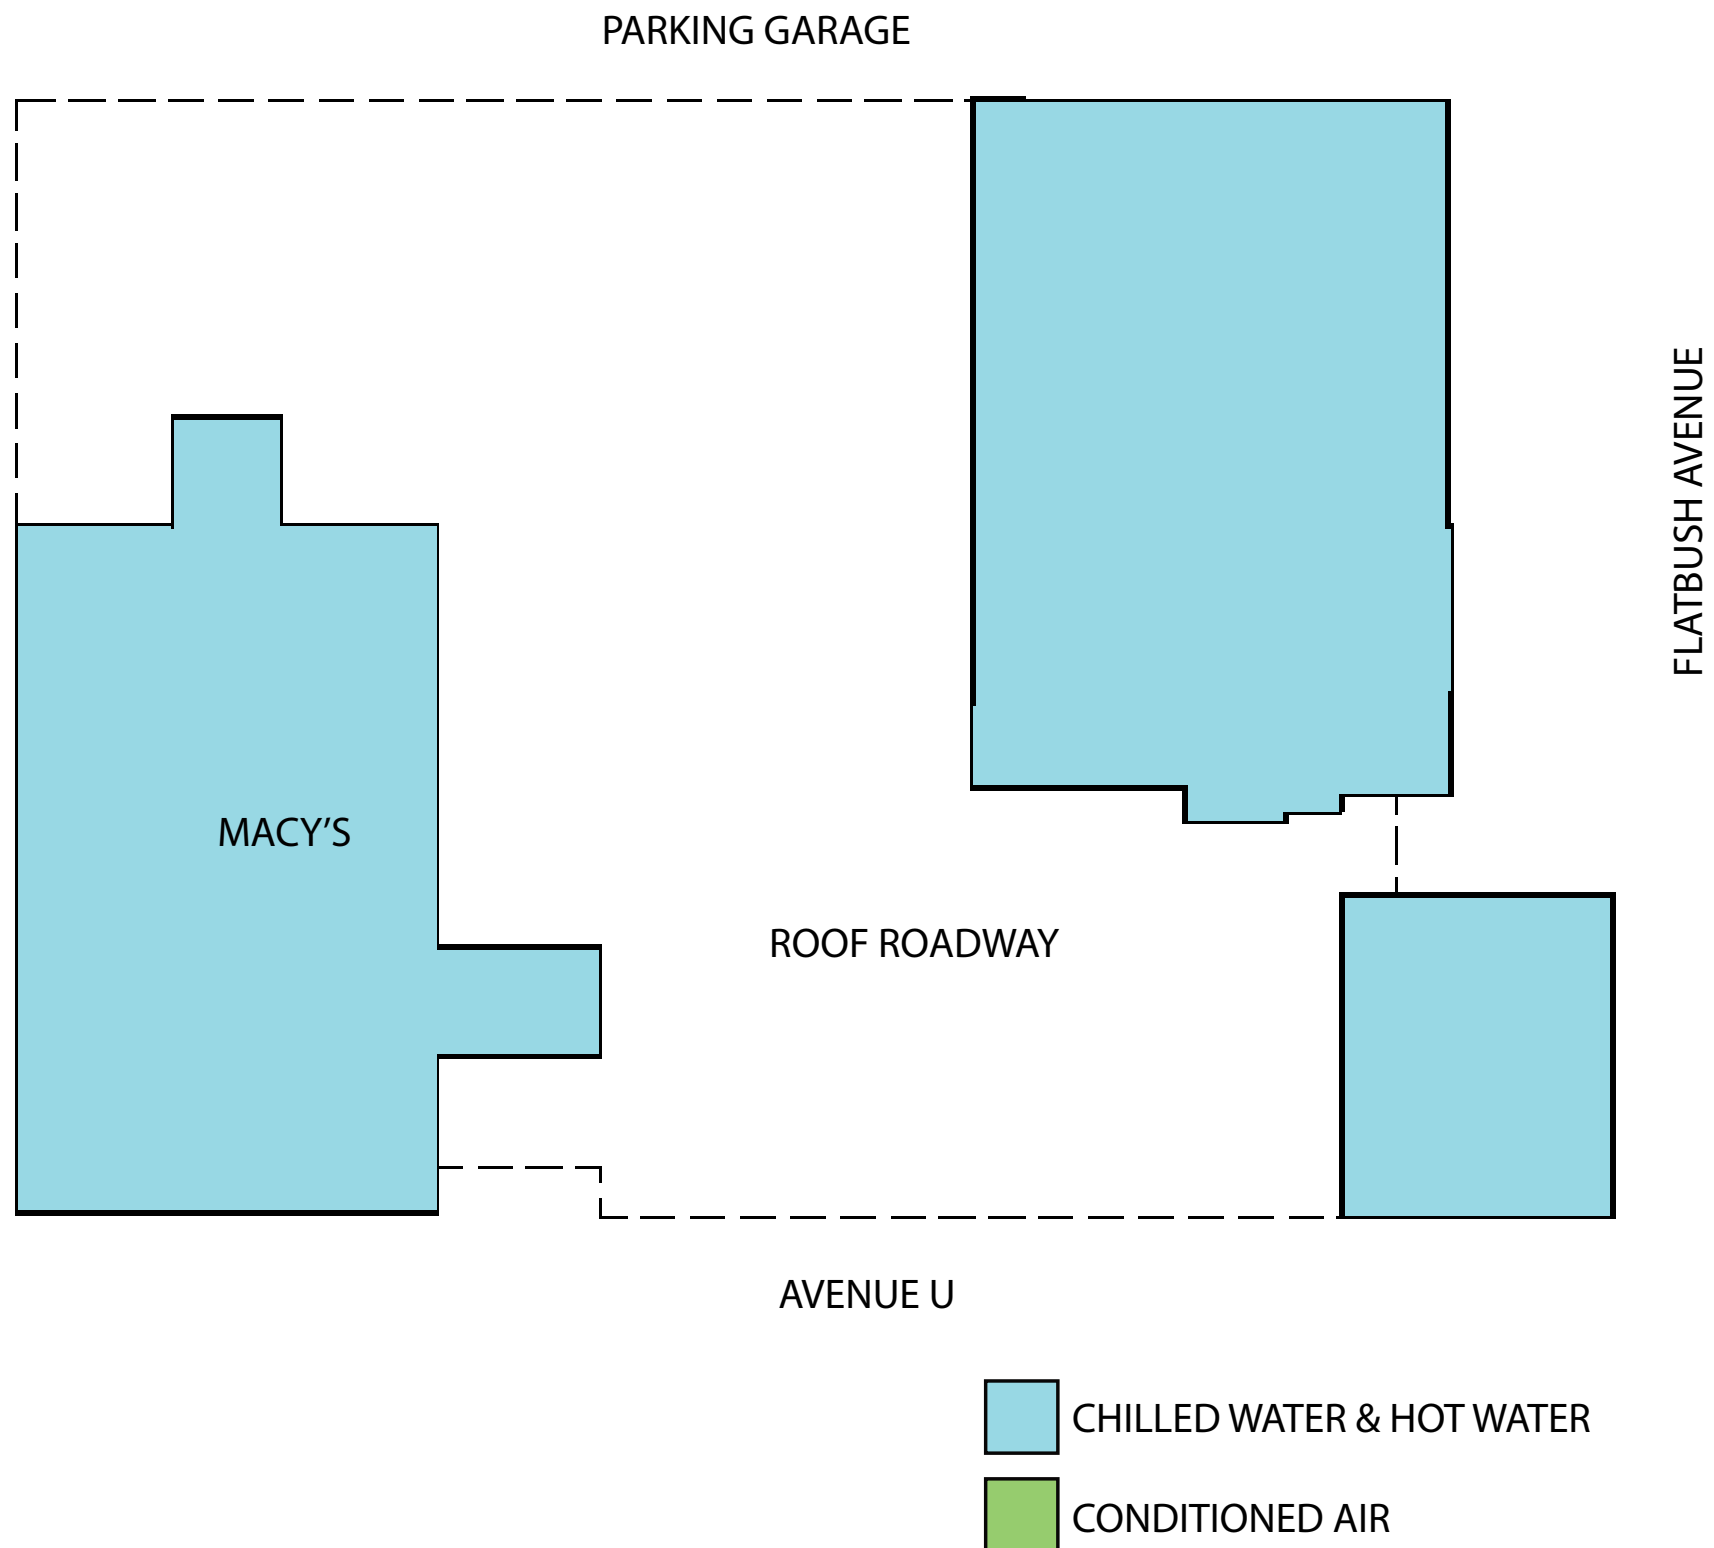 PARKING GARAGE
FLATBUSH AVENUE
MACY'S
ROOF ROADWAY
AVENUE U
CHILLED WATER & HOT WATER
CONDITIONED AIR